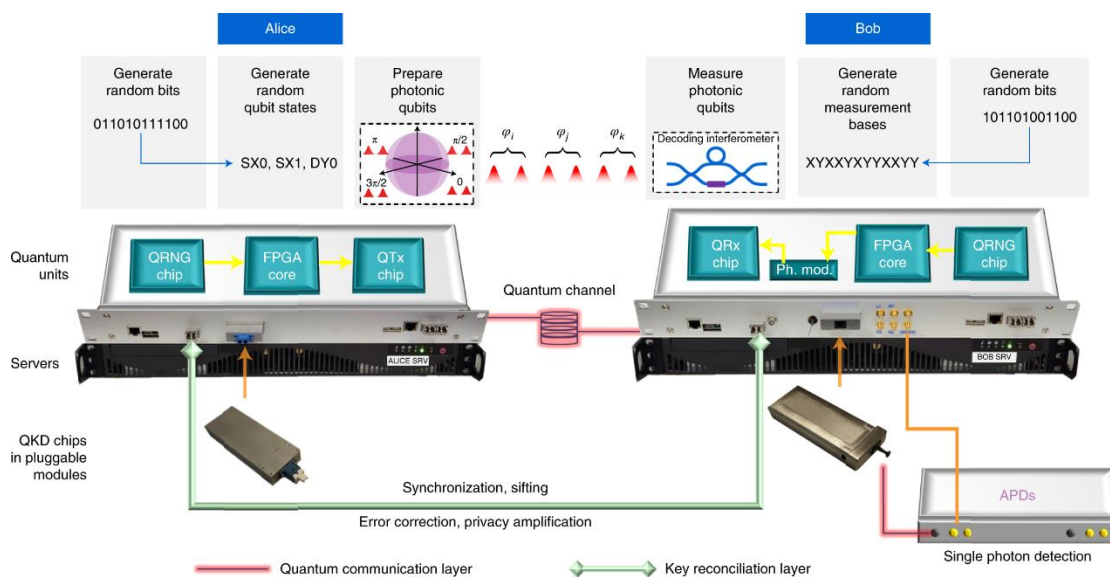 Alice
Bob
Generate
random bits
011010111100
Generate
random
qubit states
SX0, SX1, DY0
Prepare
photonic
qubits
π
π/2
3π/2
0
φi
φj
φk
Measure
photonic
qubits
Decoding interferometer
Generate
random
measurement
bases
XYXXYXYYXXYY
Generate
random bits
101101001100
Quantum
units
QRNG
chip
FPGA
core
QTx
chip
QRx
chip
Ph. mod.
FPGA
core
QRNG
chip
Quantum channel
Servers
ALICE SRV
BOB SRV
QKD chips
in pluggable
modules
Synchronization, sifting
Error correction, privacy amplification
APDs
Single photon detection
Quantum communication layer
Key reconciliation layer